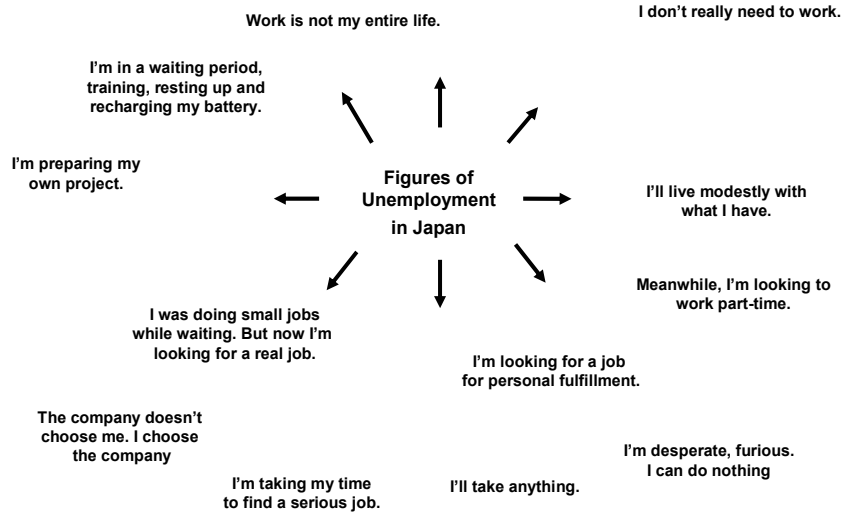 I don't really need to work.
Work is not my entire life.
I'm in a waiting period,
training, resting up and
recharging my battery.
I'm preparing my
own project.
Figures of
Unemployment
in Japan
I'll live modestly with
what I have.
Meanwhile, I'm looking to
work part-time.
I was doing small jobs
while waiting. But now I'm
looking for a real job.
I'm looking for a job
for personal fulfillment.
The company doesn't
choose me. I choose
the company
I'm desperate, furious.
I can do nothing
I'm taking my time
to find a serious job.
I'll take anything.